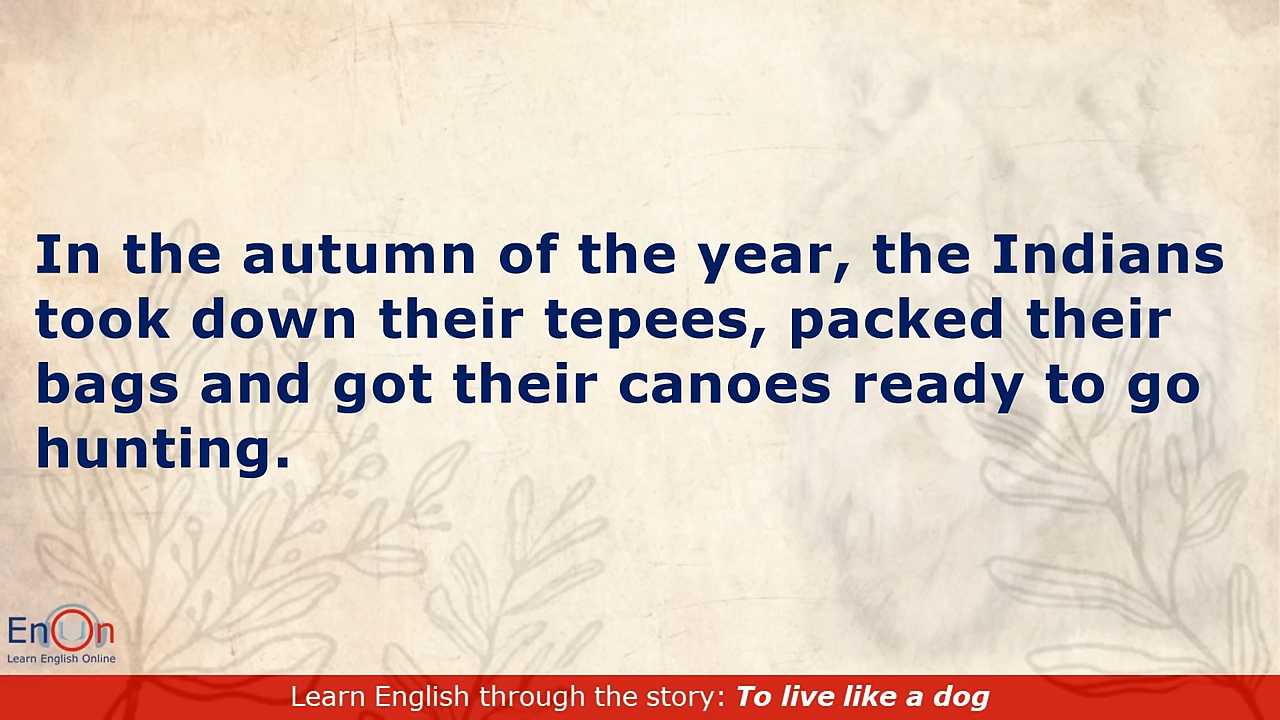 In the autumn of the year, the Indians
took down their tepees, packed their
bags and got their canoes ready to go
hunting.
EnOn
Learn English Online
Learn English through the story: To live like a dog